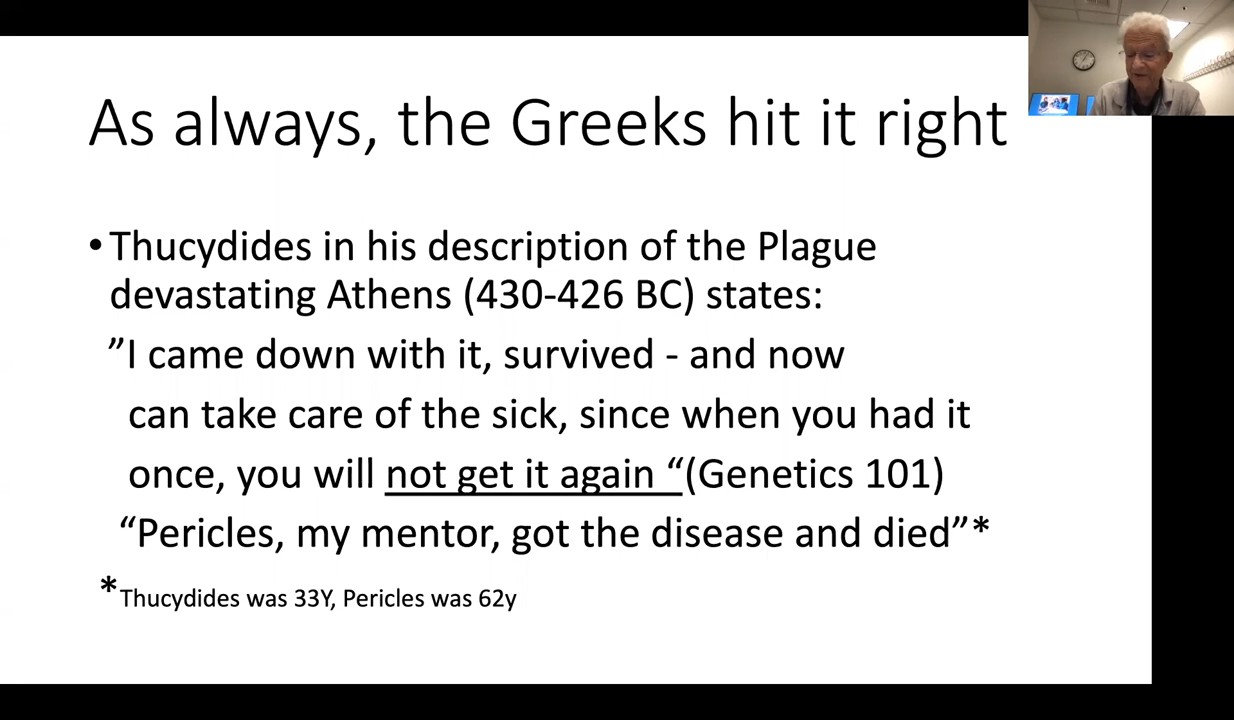 As always, the Greeks hit it right
• Thucydides in his description of the Plague
devastating Athens (430-426 BC) states:
”I came down with it, survived - and now
can take care of the sick, since when you had it
once, you will not get it again “(Genetics 101)
“Pericles, my mentor, got the disease and died”*
*Thucydides was 33Y, Pericles was 62y